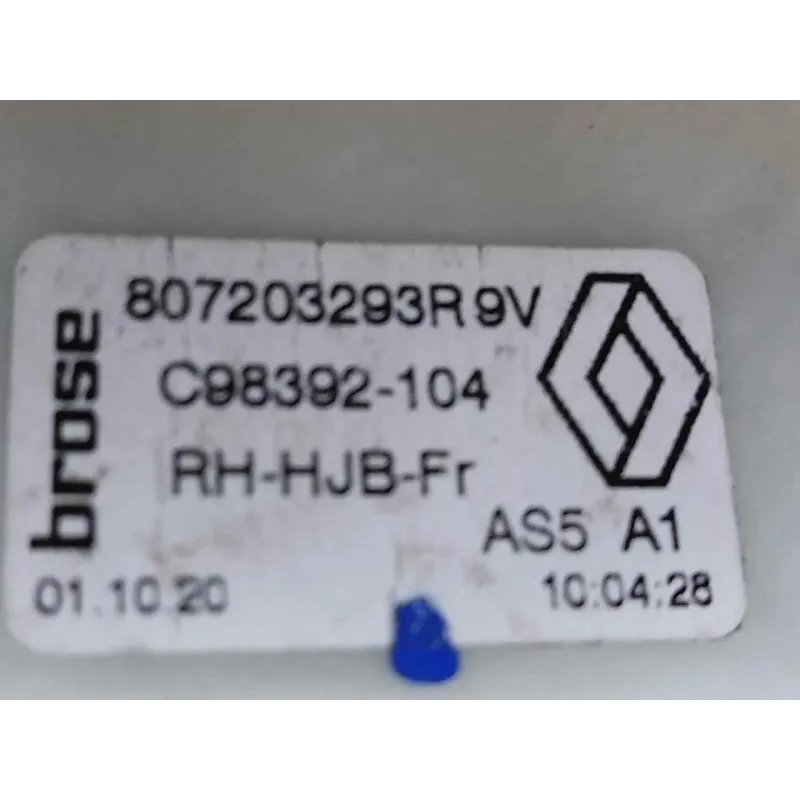 brose
807203293R 9V
C98392-104
RH-HJB-Fr
AS5 A1
01.10.20 10:04:28